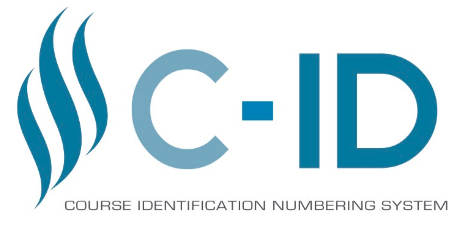 C-ID
COURSE IDENTIFICATION NUMBERING SYSTEM